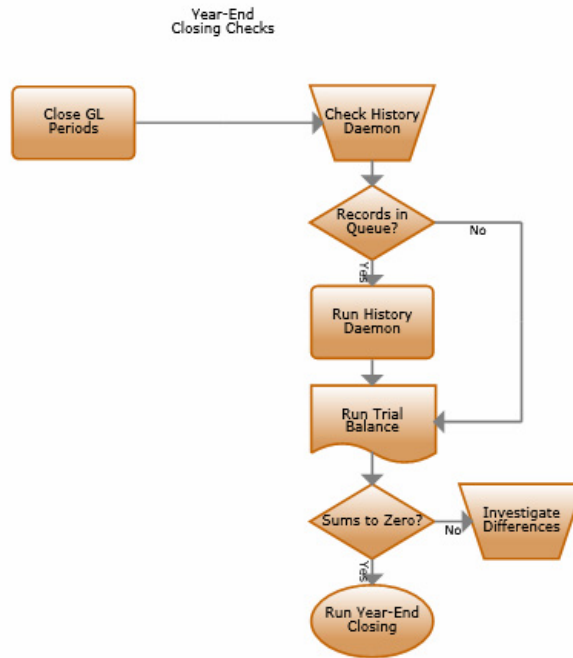 Year-End
Closing Checks
Close GL
Periods
Check History
Daemon
Records in
Queue?
No
Yes
Run History
Daemon
Run Trial
Balance
Sums to Zero?
No
Investigate
Differences
Yes
Run Year-End
Closing